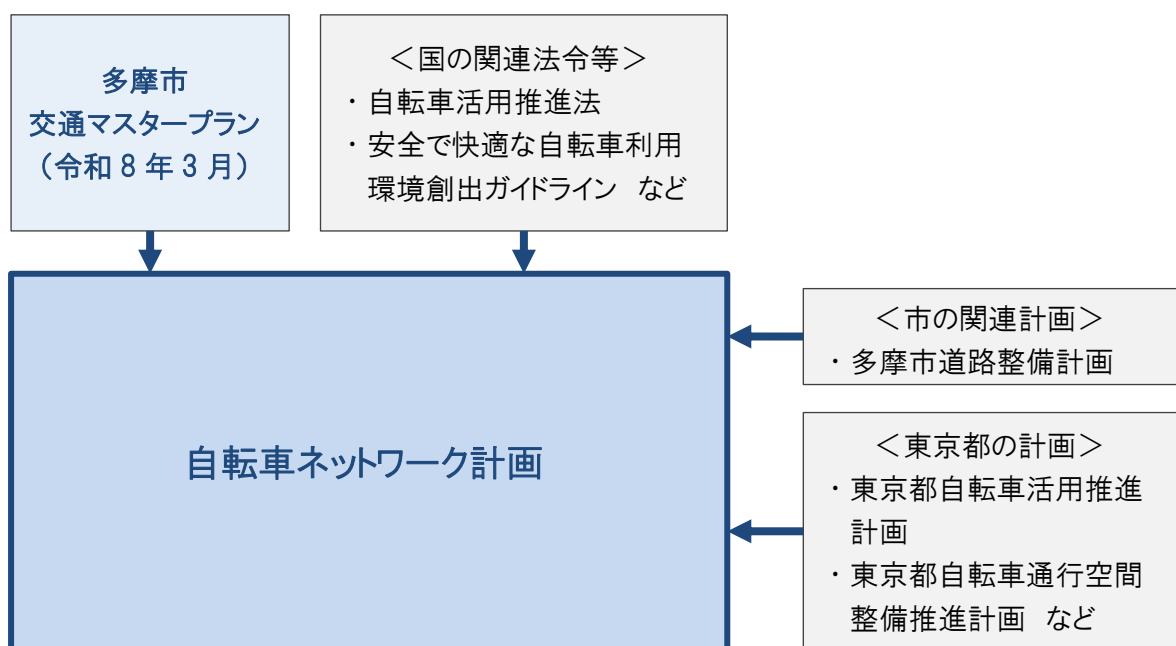 多摩市
交通マスタープラン
（令和 8 年 3 月）
＜国の関連法令等＞
・自転車活用推進法
・安全で快適な自転車利用
環境創出ガイドライン　など
自転車ネットワーク計画
＜市の関連計画＞
・多摩市道路整備計画
＜東京都の計画＞
・東京都自転車活用推進
計画
・東京都自転車通行空間
整備推進計画　など